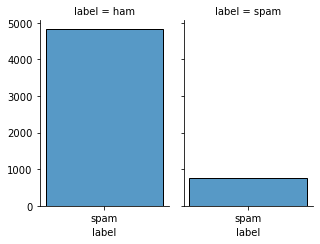 label = ham
label = spam
5000
4000
3000
2000
1000
0
spam
spam
label
label